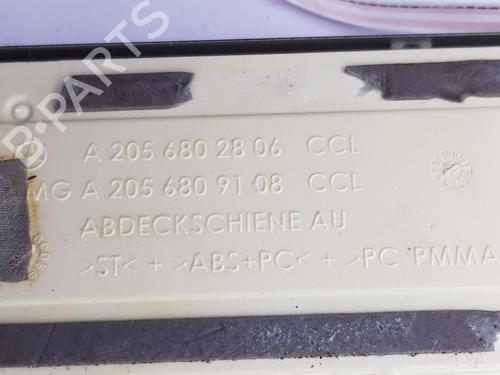 B-PARTS
A 205 680 28 06 CCL
MG A 205 680 91 08 CCL
ABDECKSCHIENE AU
>ST< + >ABS+PC< + >PC PMMA